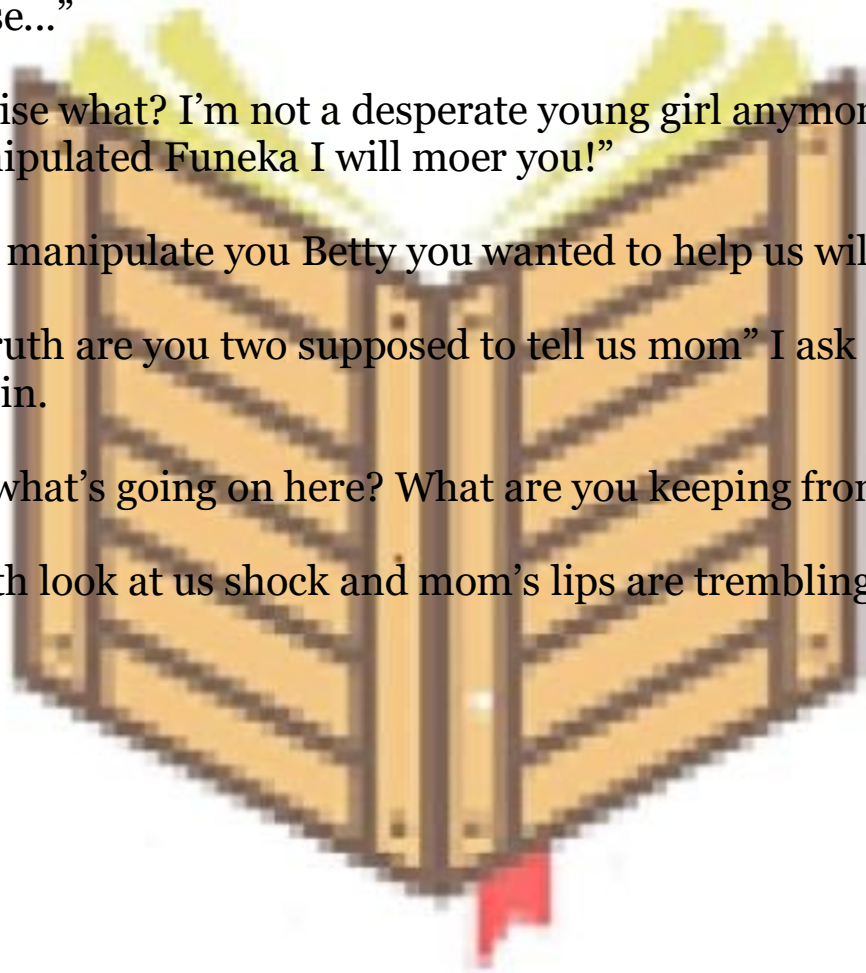 se...”
ise what? I’m not a desperate young girl anymor
nipulated Funeka I will moer you!”
manipulate you Betty you wanted to help us wil
ruth are you two supposed to tell us mom” I ask
in.
what’s going on here? What are you keeping from
th look at us shock and mom’s lips are trembling